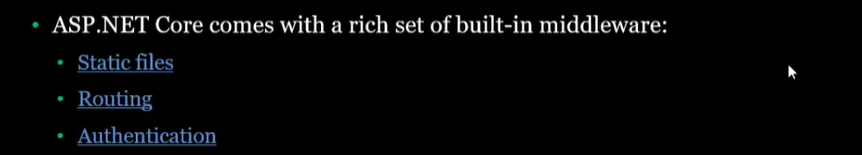 ASP.NET Core comes with a rich set of built-in middleware:
Static files
Routing
Authentication